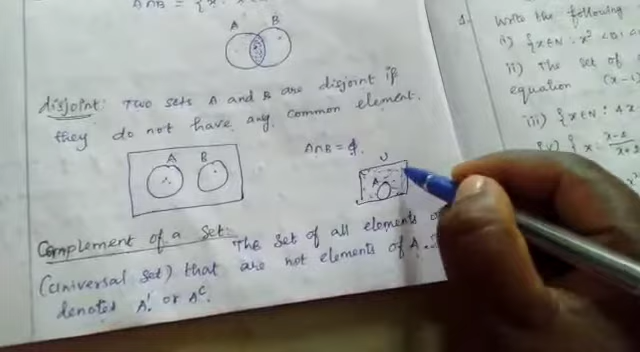 A∩B = {x :
A B
disjoint: Two sets A and B are disjoint if
they do not have any common element.
A∩B = ϕ.
A B
U
A
Complement of a Set: The set of all elements of
(universal set) that are not elements of A.
denoted A' or Aᶜ.
1. Write the following
i) {x∈N : x²
ii) The set of
equation (x-1
iii) {x∈N :